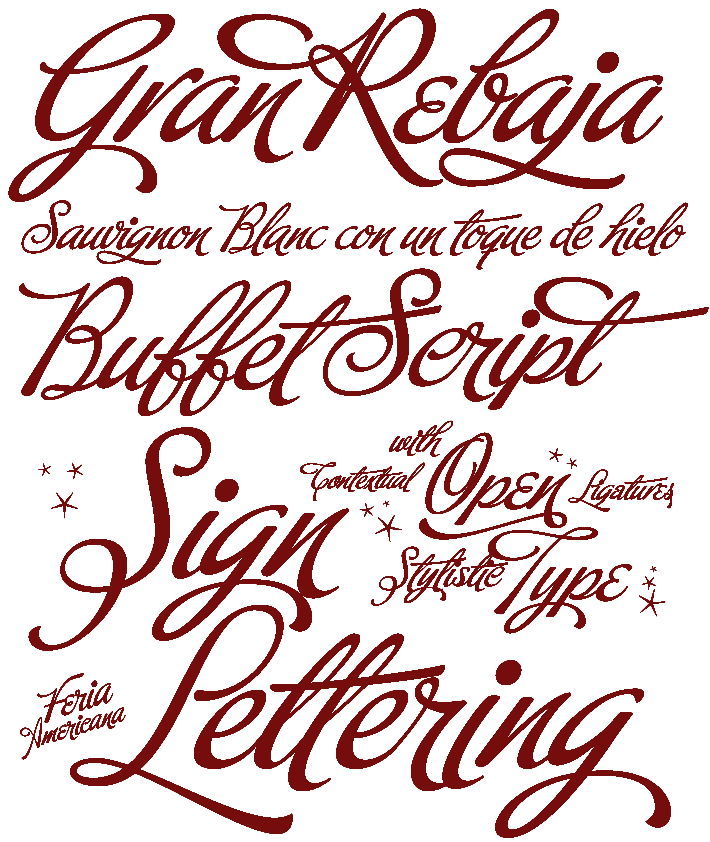 Gran Rebaja
Sauvignon Blanc con un toque de hielo
Buffet Script
Sign
with
Contextual
Open
Ligatures
Stylistic
Type
Lettering
Feria
Americana